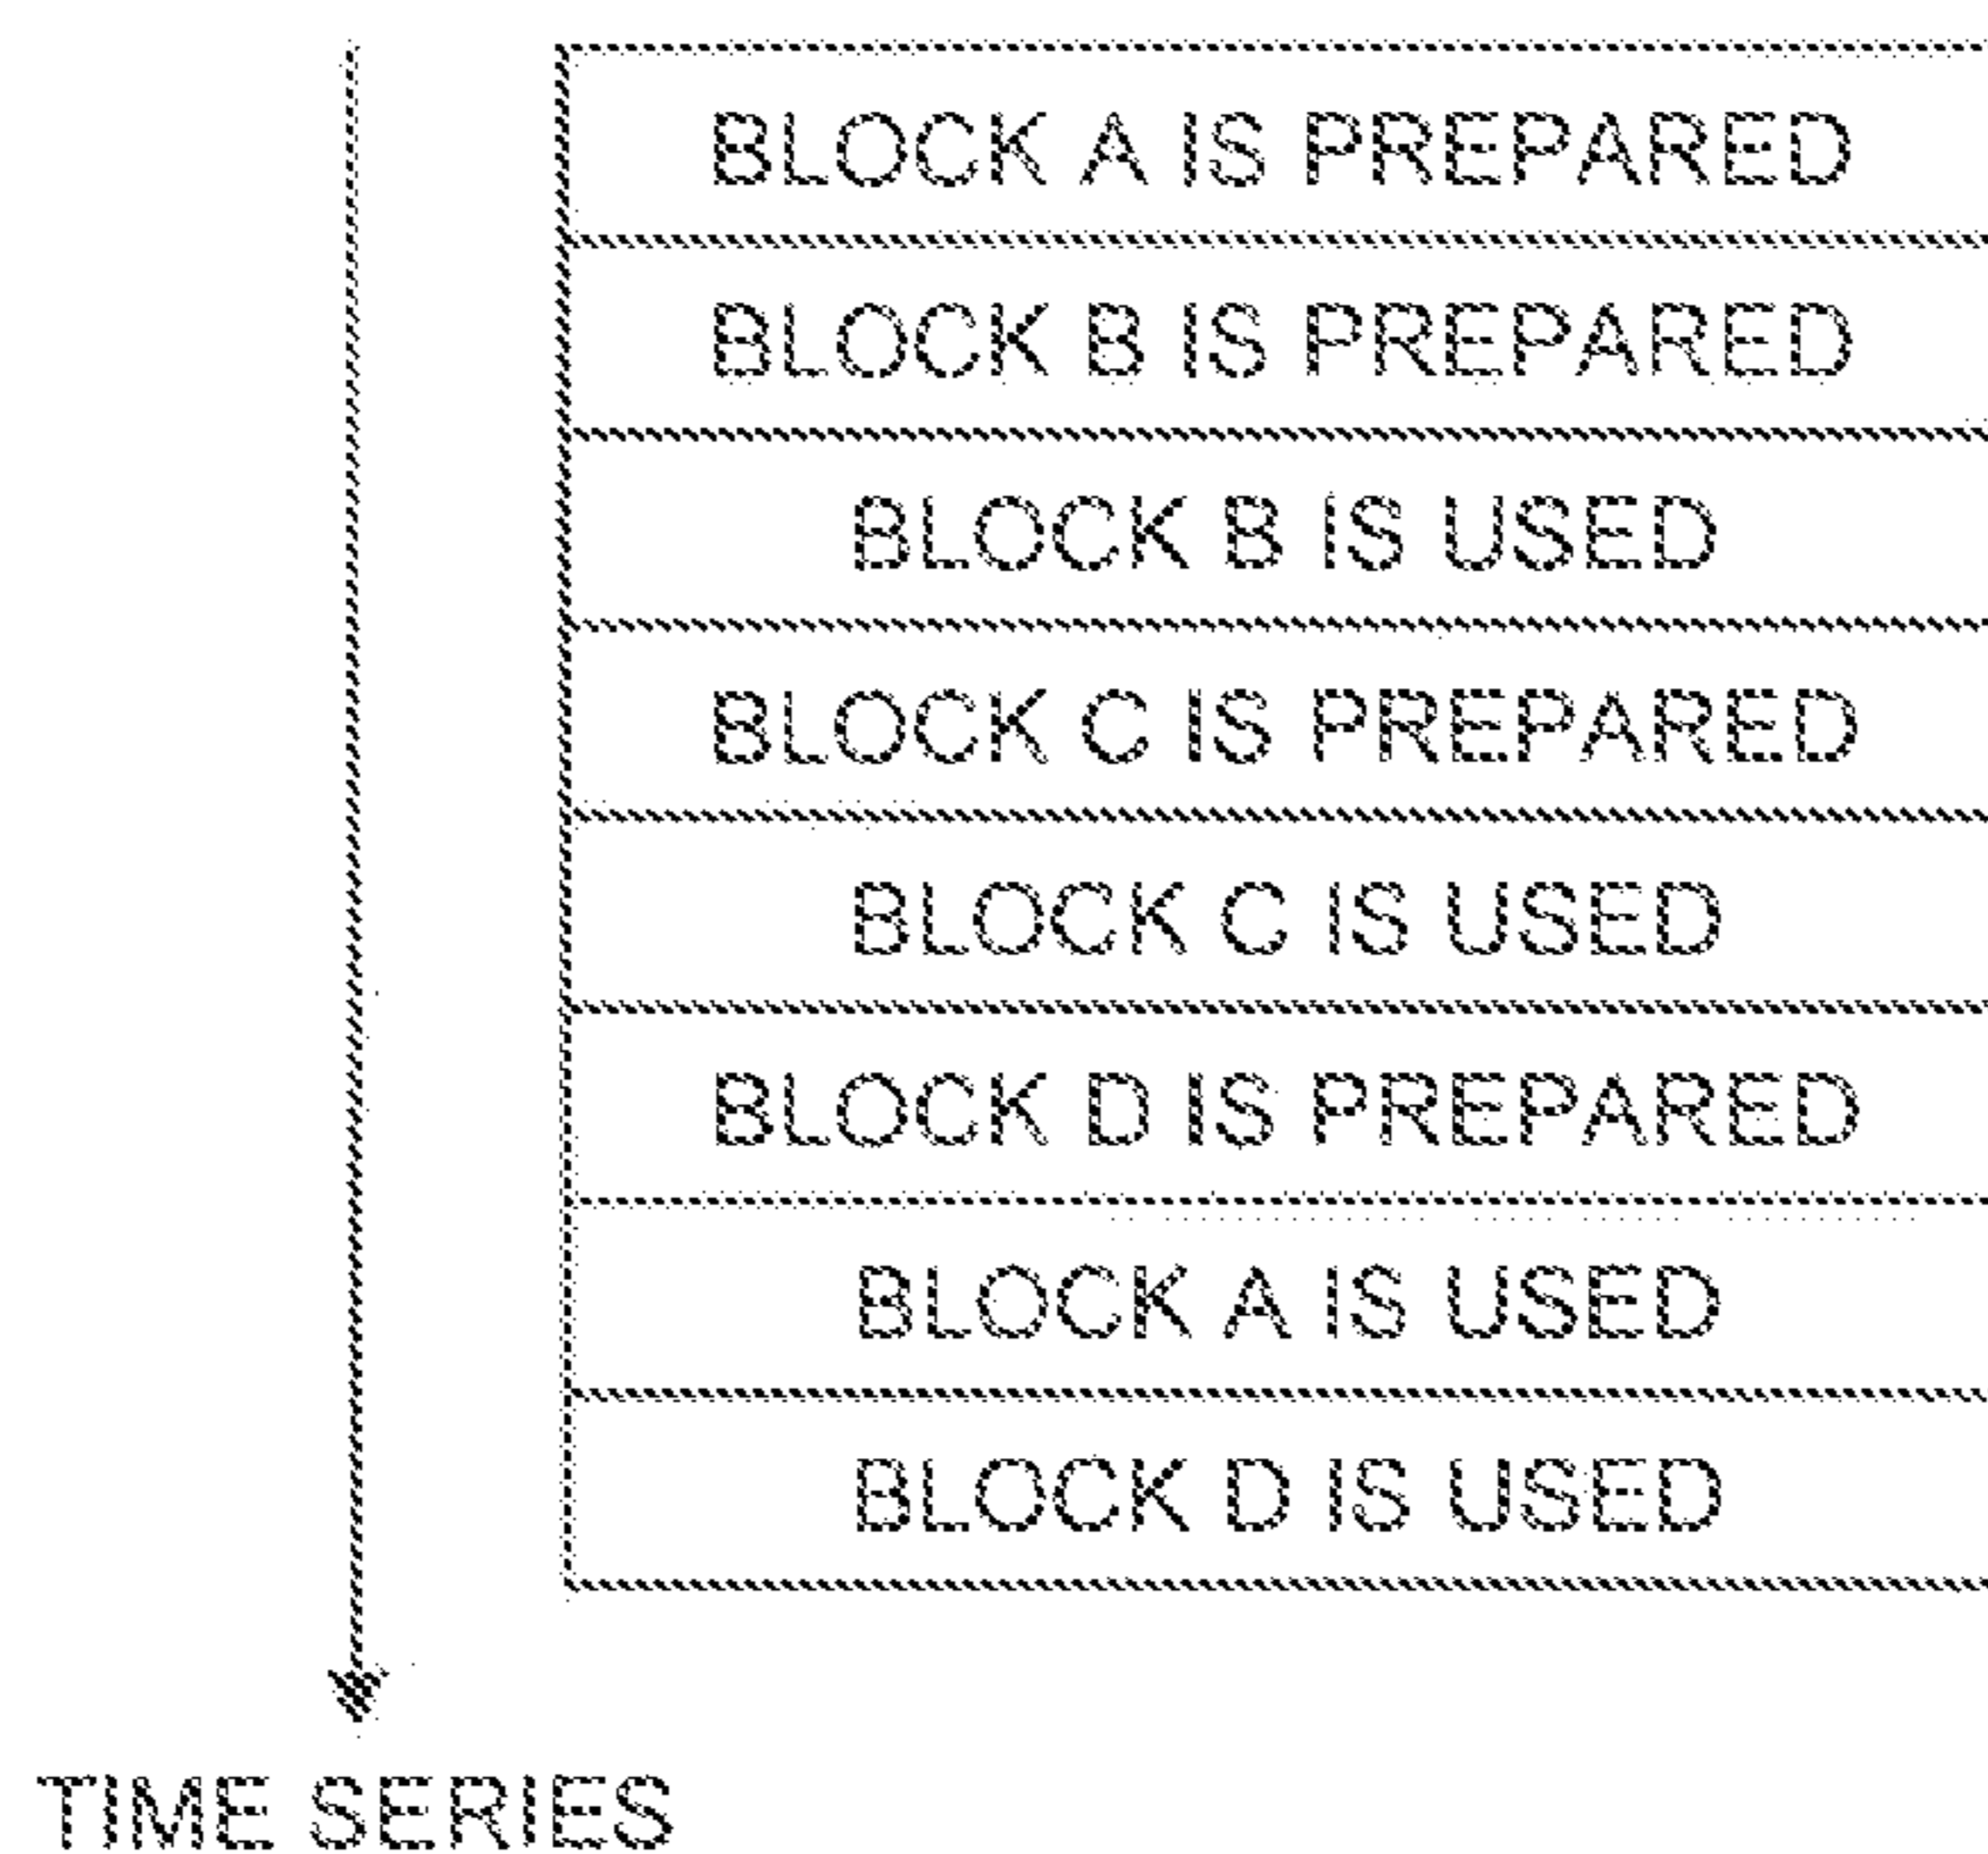 BLOCK A IS PREPARED
BLOCK B IS PREPARED
BLOCK B IS USED
BLOCK C IS PREPARED
BLOCK C IS USED
BLOCK D IS PREPARED
BLOCK A IS USED
BLOCK D IS USED
TIME SERIES